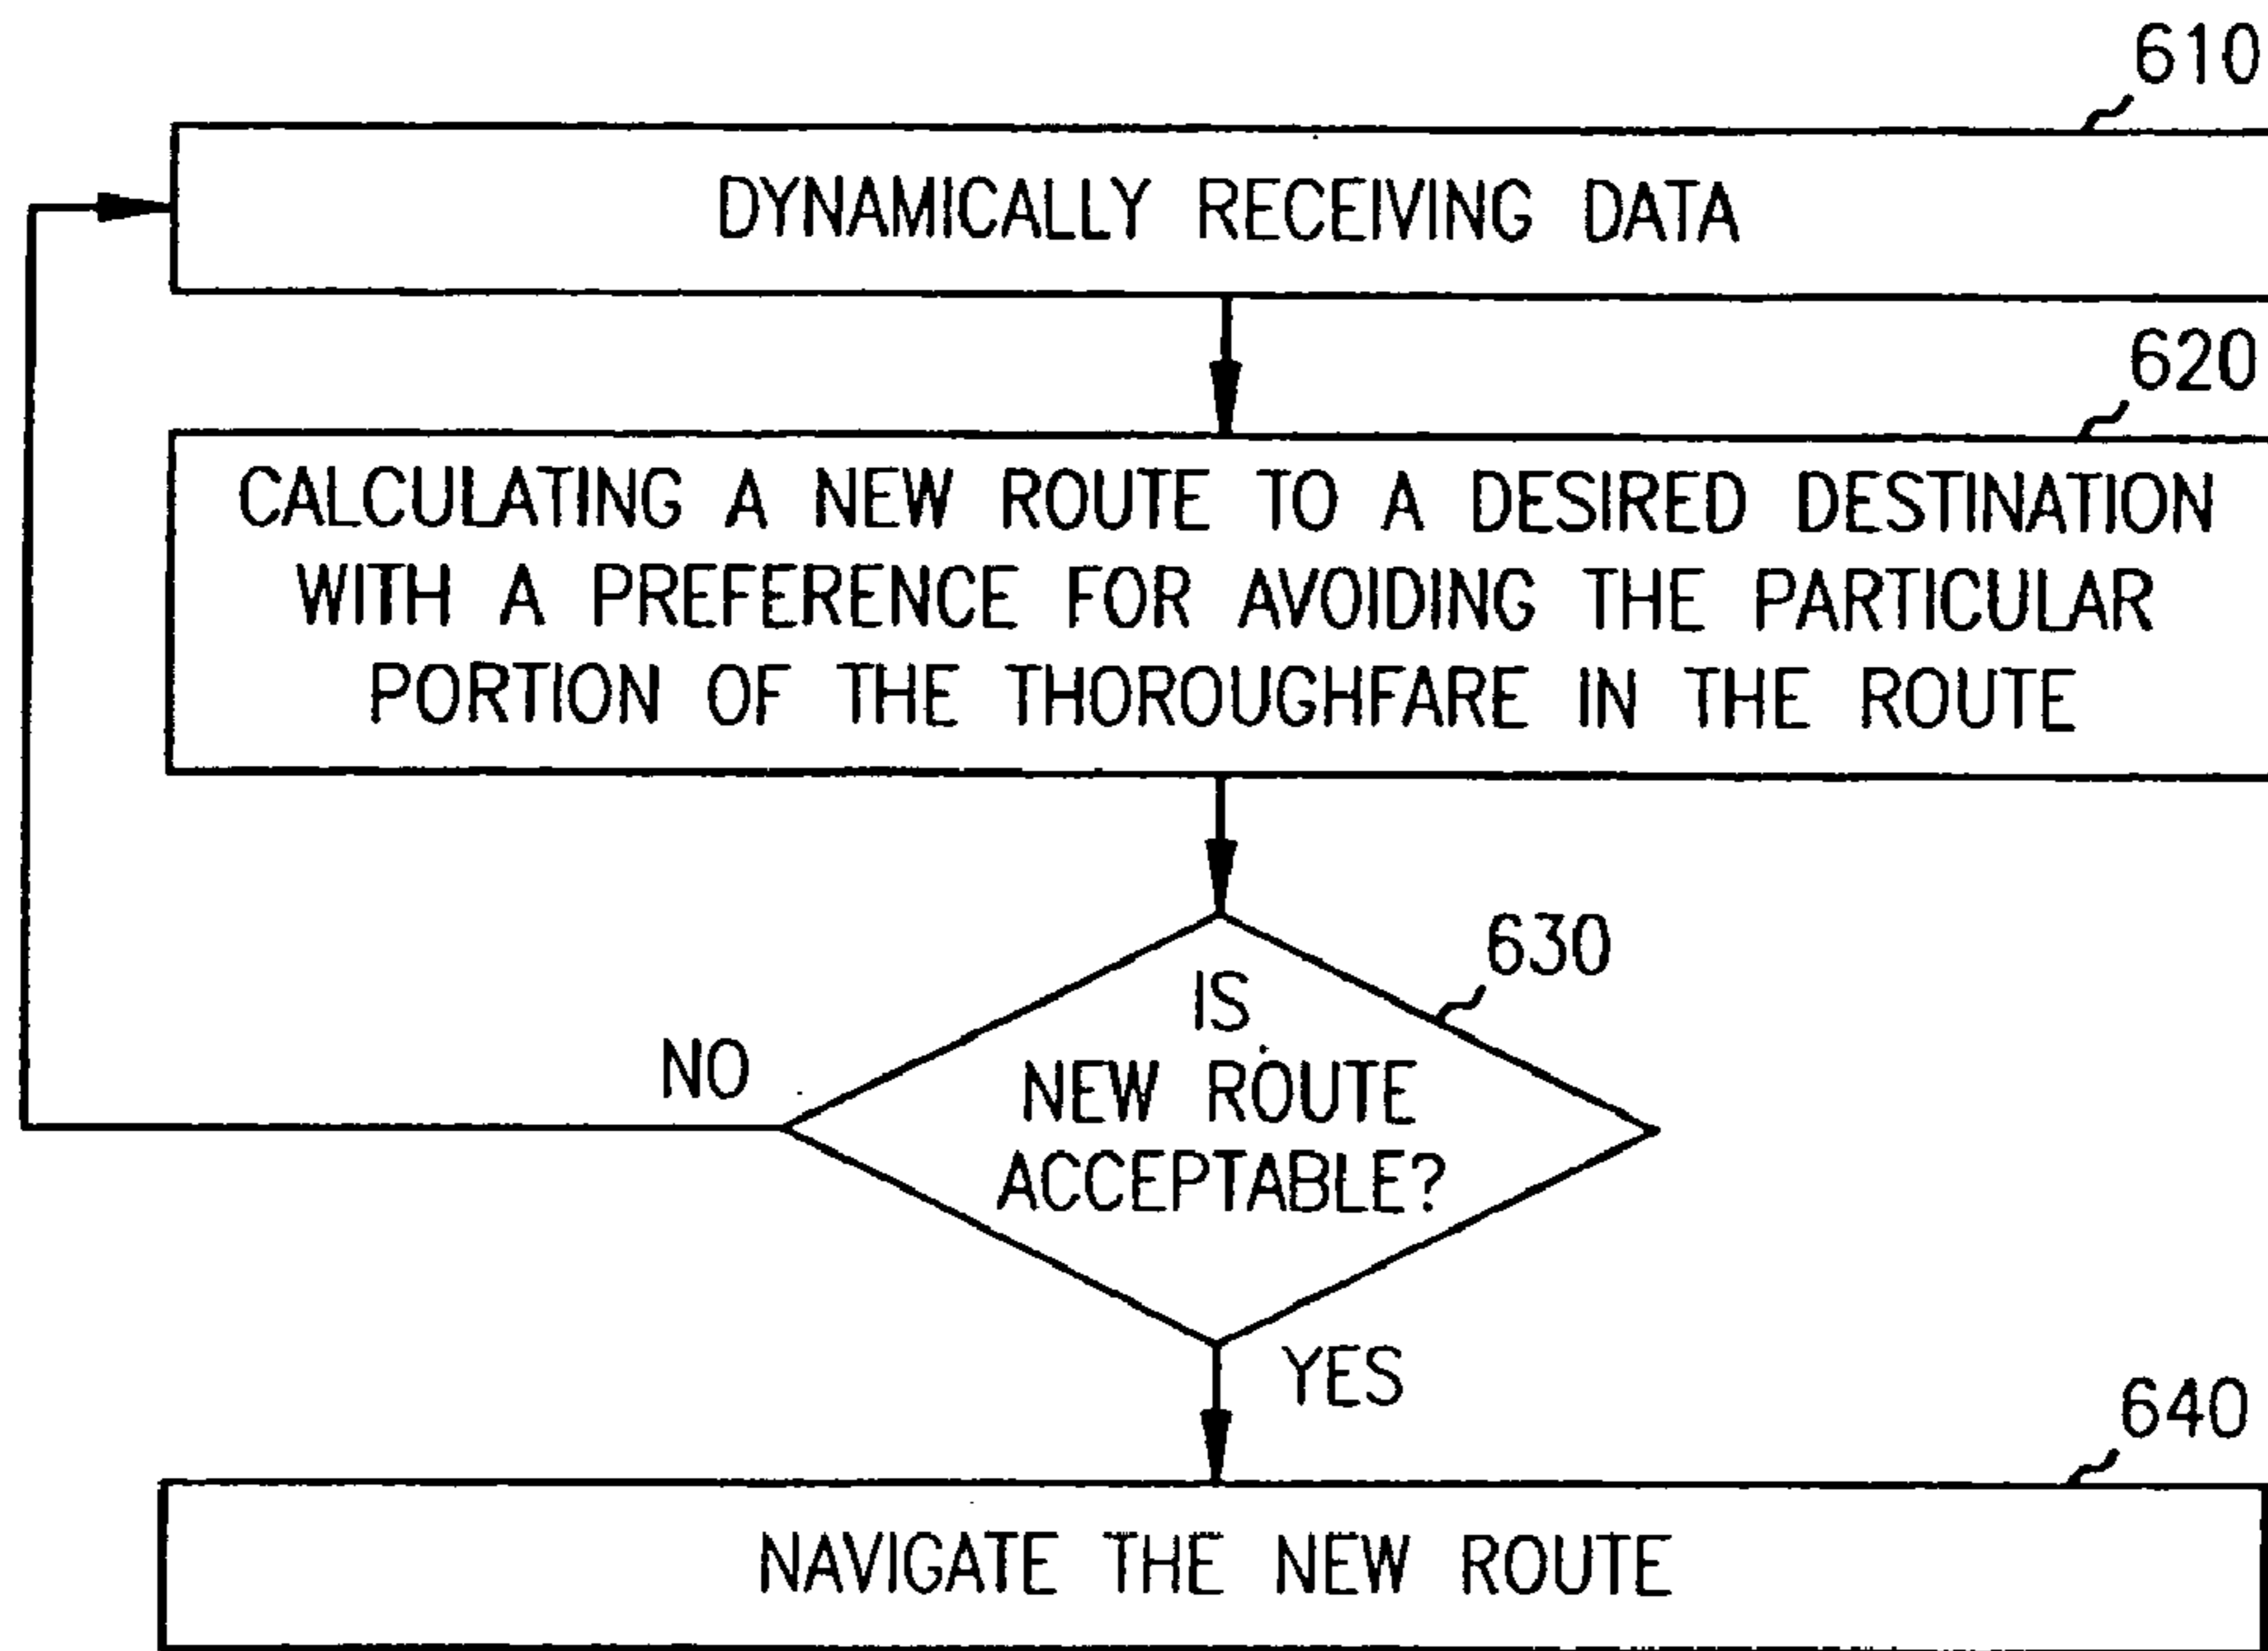 610
DYNAMICALLY RECEIVING DATA
620
CALCULATING A NEW ROUTE TO A DESIRED DESTINATION
WITH A PREFERENCE FOR AVOIDING THE PARTICULAR
PORTION OF THE THOROUGHFARE IN THE ROUTE
630
IS
NEW ROUTE
ACCEPTABLE?
NO
YES
640
NAVIGATE THE NEW ROUTE